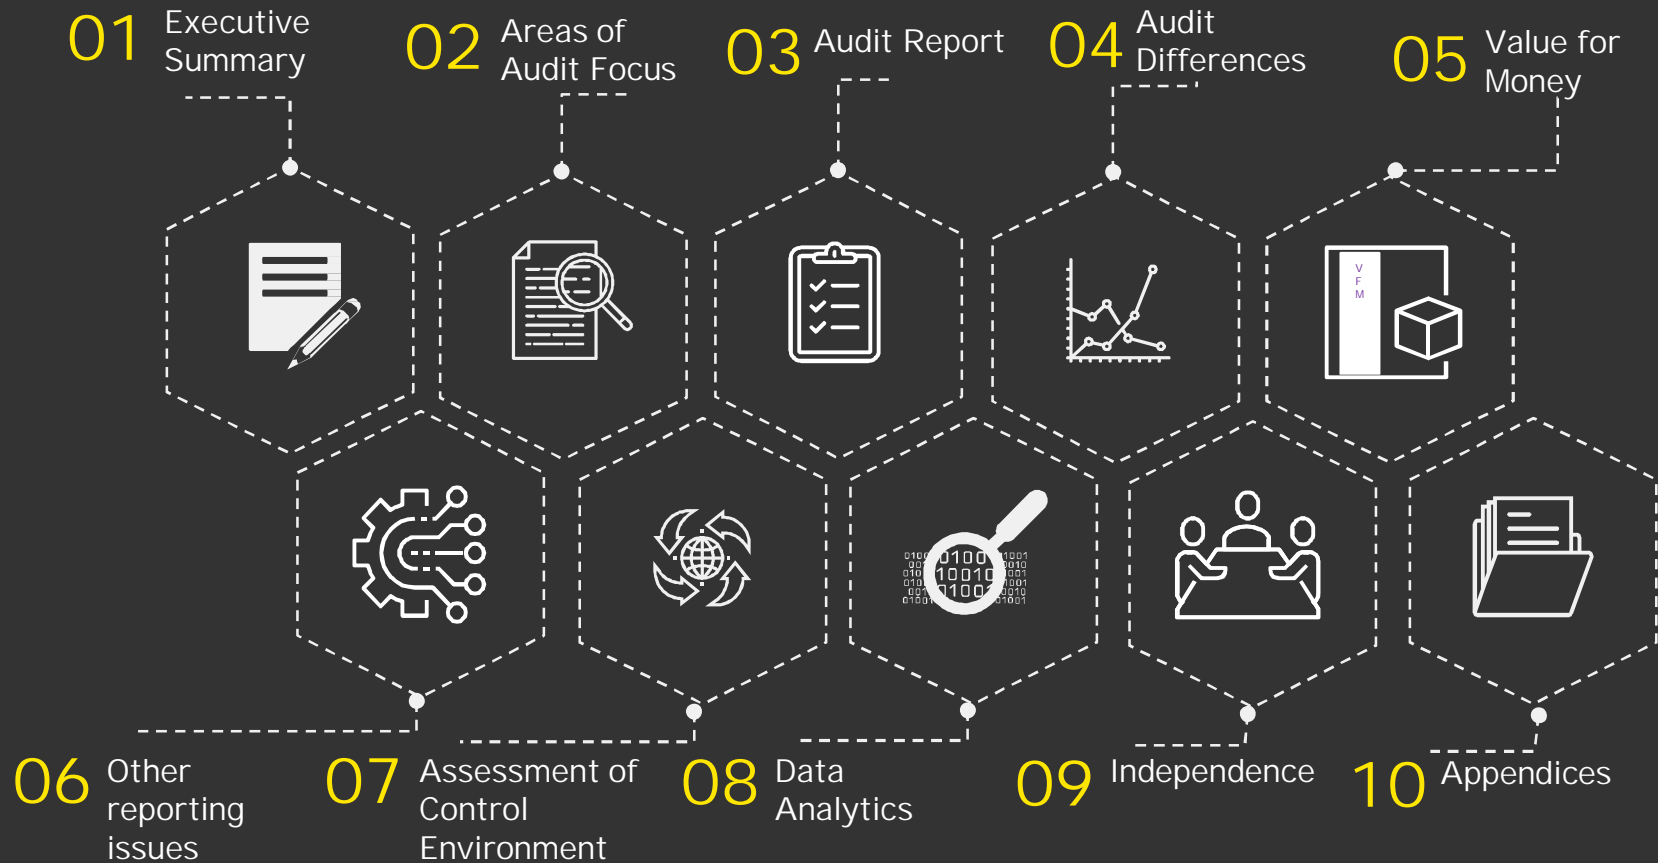 01 Executive
Summary
02 Areas of
Audit Focus
03 Audit Report
04 Audit
Differences
05 Value for
Money
V
F
M
06 Other
reporting
issues
07 Assessment of
Control
Environment
08 Data
Analytics
09 Independence
10 Appendices